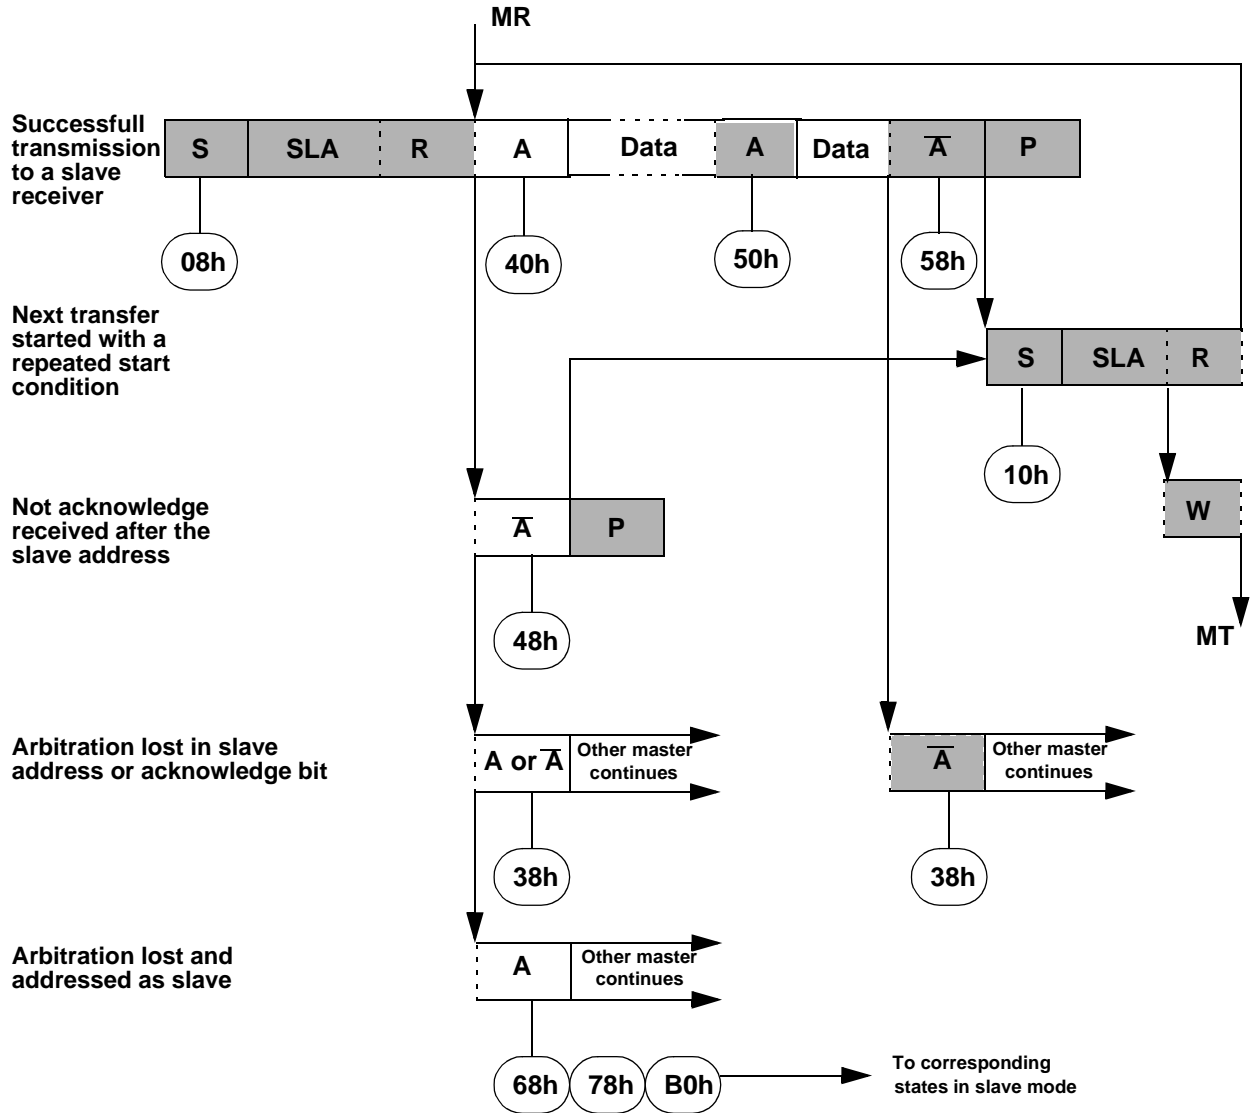 MR
Successfull
transmission
to a slave
receiver
S SLA R A Data A Data A̅ P
08h 40h 50h 58h
Next transfer
started with a
repeated start
condition
S SLA R
10h
Not acknowledge
received after the
slave address
A̅ P
W
48h
MT
Arbitration lost in slave
address or acknowledge bit
A or A̅
Other master
continues
A̅
Other master
continues
38h 38h
Arbitration lost and
addressed as slave
A
Other master
continues
68h 78h B0h
To corresponding
states in slave mode